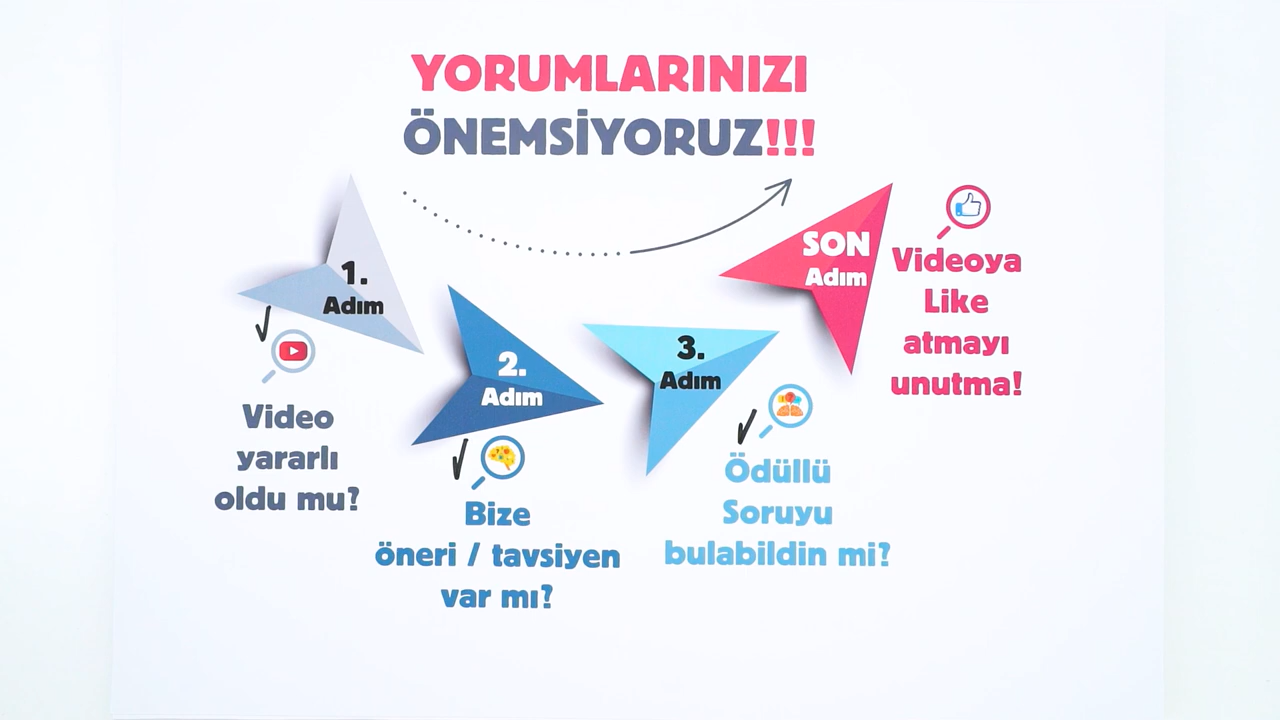 YORUMLARINIZI
ÖNEMSİYORUZ!!!
1.
Adım
Video
yararlı
oldu mu?
2.
Adım
Bize
öneri / tavsiyen
var mı?
3.
Adım
Ödüllü
Soruyu
bulabildin mi?
SON
Adım
Videoya
Like
atmayı
unutma!